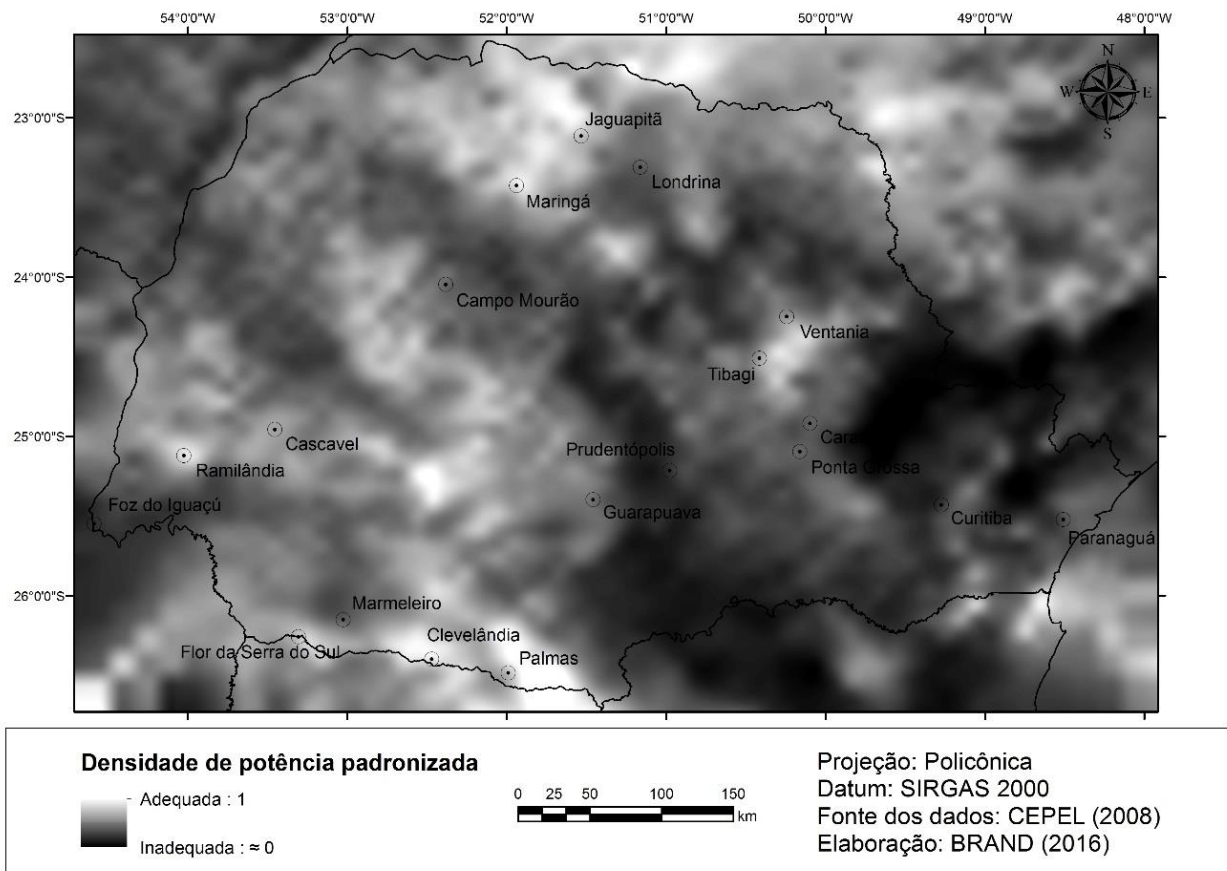 54°0'0"W 53°0'0"W 52°0'0"W 51°0'0"W 50°0'0"W 49°0'0"W 48°0'0"W
N
W E
S
23°0'0"S
24°0'0"S
25°0'0"S
26°0'0"S
Jaguapitã
Londrina
Maringá
Campo Mourão
Ventania
Tibagi
Cascavel
Cara
Prudentópolis
Ponta Grossa
Ramilândia
Foz do Iguaçú
Guarapuava
Curitiba
Paranaguá
Marmeleiro
Clevelândia
Flor da Serra do Sul
Palmas
Densidade de potência padronizada
Adequada : 1
Inadequada : ≈ 0
0 25 50 100 150
km
Projeção: Policônica
Datum: SIRGAS 2000
Fonte dos dados: CEPEL (2008)
Elaboração: BRAND (2016)